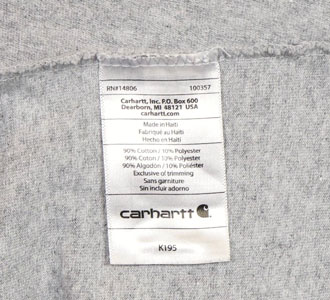 RN#14806 100357
Carhartt, Inc. P.O. Box 600
Dearborn, MI 48121 USA
carhartt.com
Made in Haiti
Fabriqué au Haiti
Hecho en Haiti
90% Cotton / 10% Polyester
90% Coton / 10% Polyester
90% Algodón / 10% Poliéster
Exclusive of trimming
Sans garniture
Sin incluir adorno
carhartt
K195